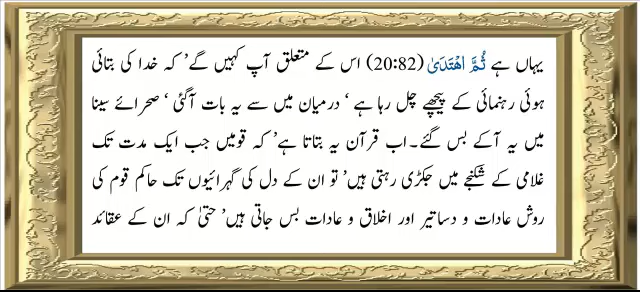 یہاں ہے ثُمَّ اهْتَدَىٰ (20:82) اس کے متعلق آپ کہیں گے’ کہ خدا کی بتائی
ہوئی رہنمائی کے پیچھے چل رہا ہے ‘ درمیان میں سے یہ بات آگئی ‘ صحرائے سینا
میں یہ آکے بس گئے۔ اب قرآن یہ بتاتا ہے’ کہ قومیں جب ایک مدت تک
غلامی کے شکنجے میں جکڑی رہتی ہیں’ تو ان کے دل کی گہرائیوں تک حاکم قوم کی
روش عادات و دساتیر اور اخلاق و عادات بس جاتی ہیں’ حتیٰ کہ ان کے عقائد